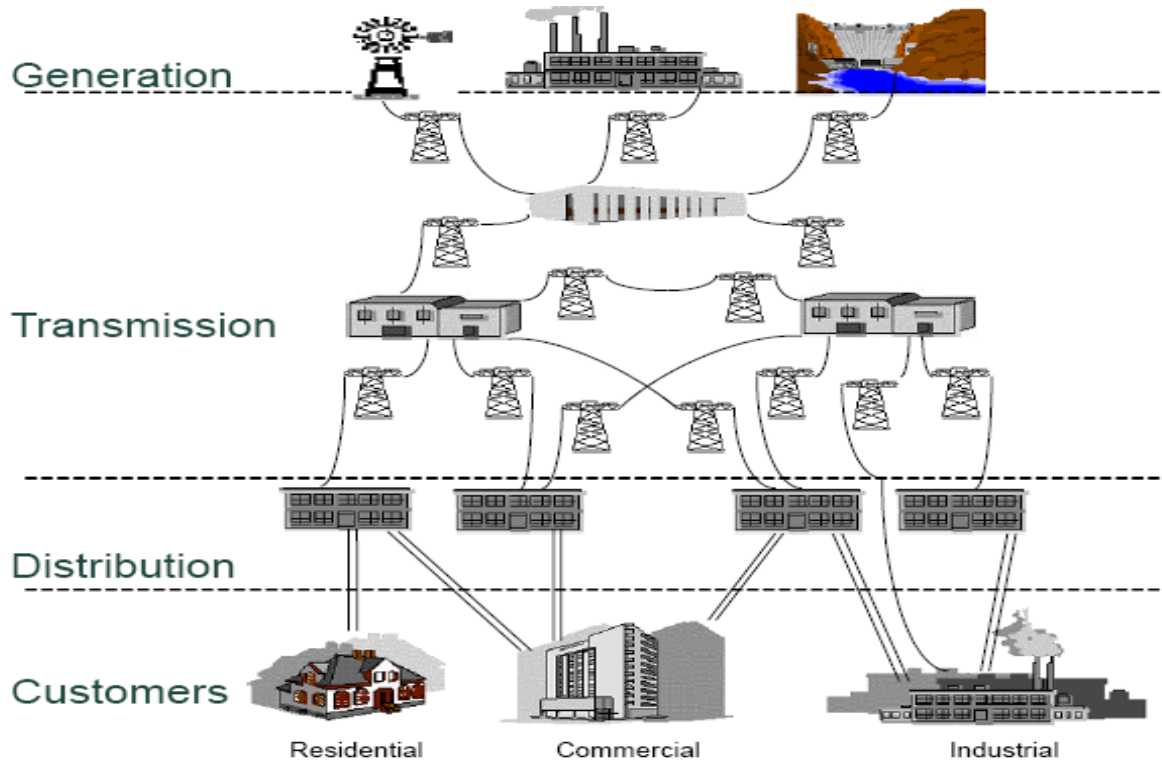 Generation
Transmission
Distribution
Customers
Residential
Commercial
Industrial